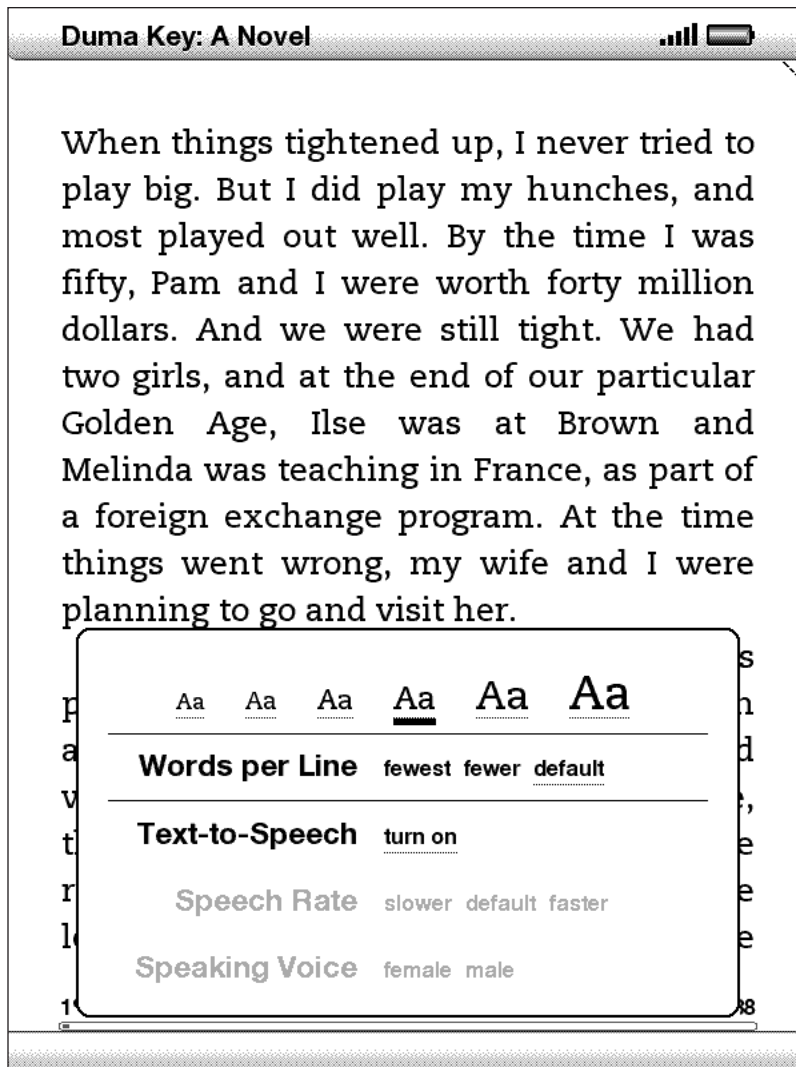 Duma Key: A Novel
When things tightened up, I never tried to
play big. But I did play my hunches, and
most played out well. By the time I was
fifty, Pam and I were worth forty million
dollars. And we were still tight. We had
two girls, and at the end of our particular
Golden Age, Ilse was at Brown and
Melinda was teaching in France, as part of
a foreign exchange program. At the time
things went wrong, my wife and I were
planning to go and visit her.
Aa Aa Aa Aa Aa Aa
Words per Line fewest fewer default
Text-to-Speech turn on
Speech Rate slower default faster
Speaking Voice female male